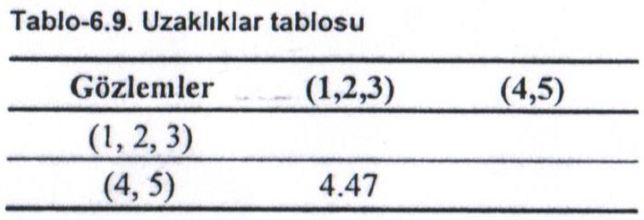 Tablo-6.9. Uzaklıklar tablosu
Gözlemler (1,2,3) (4,5)
(1, 2, 3)
(4, 5) 4.47